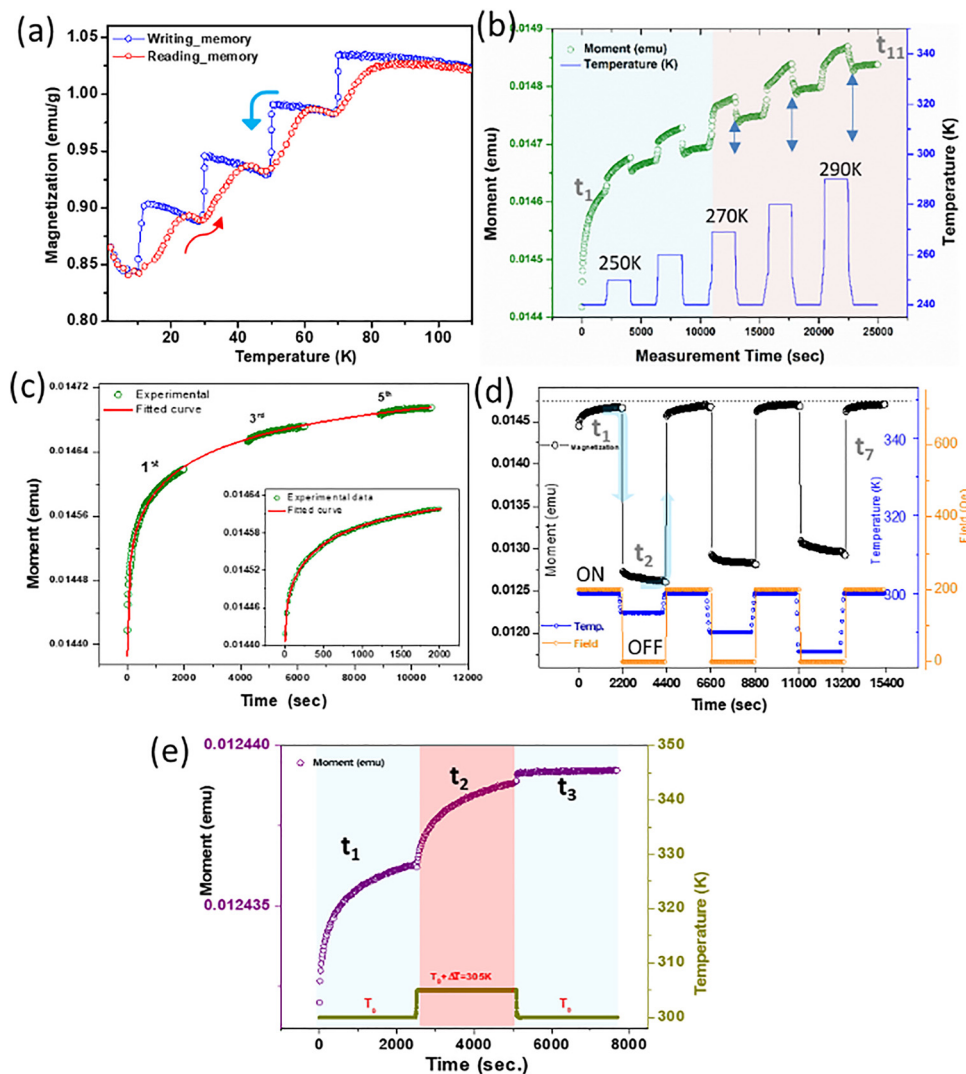 (a)
Writing_memory
Reading_memory
Magnetization (emu/g)
1.05
1.00
0.95
0.90
0.85
0.80
20
40
60
80
100
Temperature (K)
(b)
Moment (emu)
Temperature (K)
t1
t11
250K
270K
290K
Moment (emu)
0.0149
0.0148
0.0147
0.0146
0.0145
0.0144
0
5000
10000
15000
20000
25000
Measurement Time (sec)
340
320
300
280
260
240
Temperature (K)
(c)
Experimental
Fitted curve
1st
3rd
5th
Moment (emu)
0.01472
0.01464
0.01456
0.01448
0.01440
0
2000
4000
6000
8000
10000
12000
Time (sec)
Experimental data
Fitted curve
0.01464
0.01458
0.01452
0.01446
0.01440
0
500
1000
1500
2000
(d)
t1
Magnetization
t2
t7
ON
OFF
Temp.
Field
Moment (emu)
0.0145
0.0140
0.0135
0.0130
0.0125
0.0120
0
2200
4400
6600
8800
11000
13200
15400
Time (sec)
340
320
300
280
Temperature (K)
600
400
200
0
Field (Oe)
(e)
Moment (emu)
t1
t2
t3
T0
T0+ΔT=305K
T0
Moment (emu)
0.012440
0.012435
0
2000
4000
6000
8000
Time (sec.)
350
340
330
320
310
300
Temperature (K)